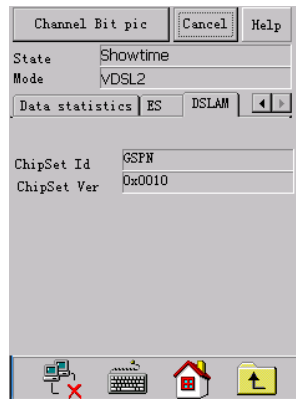 Channel Bit pic Cancel Help
State Showtime
Mode VDSL2
Data statistics ES DSLAM
ChipSet Id GSPN
ChipSet Ver 0x0010